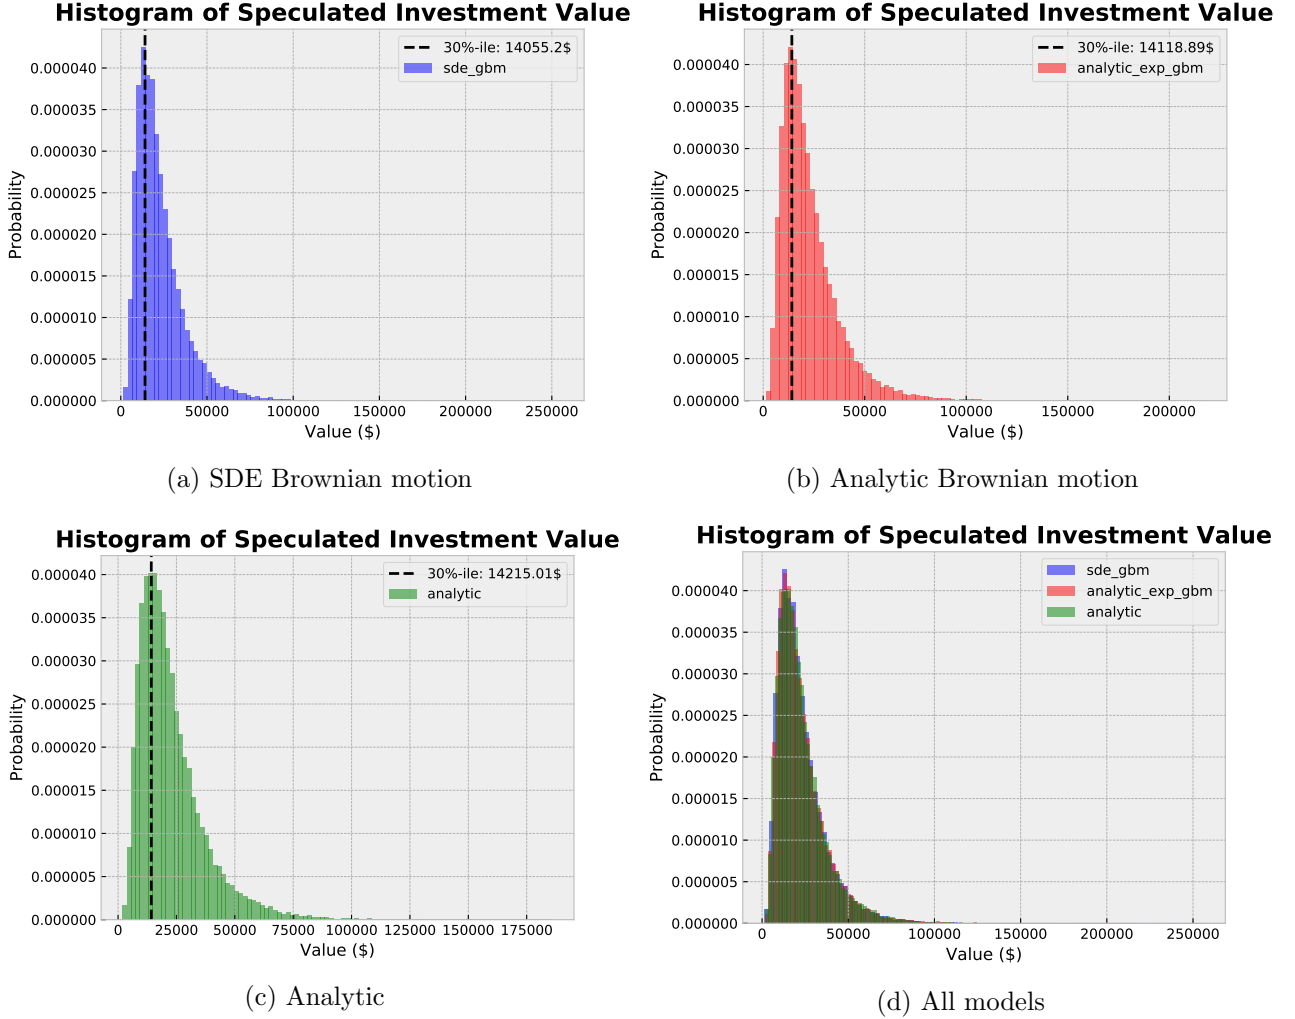 Histogram of Speculated Investment Value
30%-ile: 14055.2$
sde_gbm
0.000040
0.000035
0.000030
0.000025
0.000020
0.000015
0.000010
0.000005
0.000000
Probability
0 50000 100000 150000 200000 250000
Value ($)
(a) SDE Brownian motion
Histogram of Speculated Investment Value
30%-ile: 14118.89$
analytic_exp_gbm
0.000040
0.000035
0.000030
0.000025
0.000020
0.000015
0.000010
0.000005
0.000000
Probability
0 50000 100000 150000 200000
Value ($)
(b) Analytic Brownian motion
Histogram of Speculated Investment Value
30%-ile: 14215.01$
analytic
0.000040
0.000035
0.000030
0.000025
0.000020
0.000015
0.000010
0.000005
0.000000
Probability
0 25000 50000 75000 100000 125000 150000 175000
Value ($)
(c) Analytic
Histogram of Speculated Investment Value
sde_gbm
analytic_exp_gbm
analytic
0.000040
0.000035
0.000030
0.000025
0.000020
0.000015
0.000010
0.000005
0.000000
Probability
0 50000 100000 150000 200000 250000
Value ($)
(d) All models